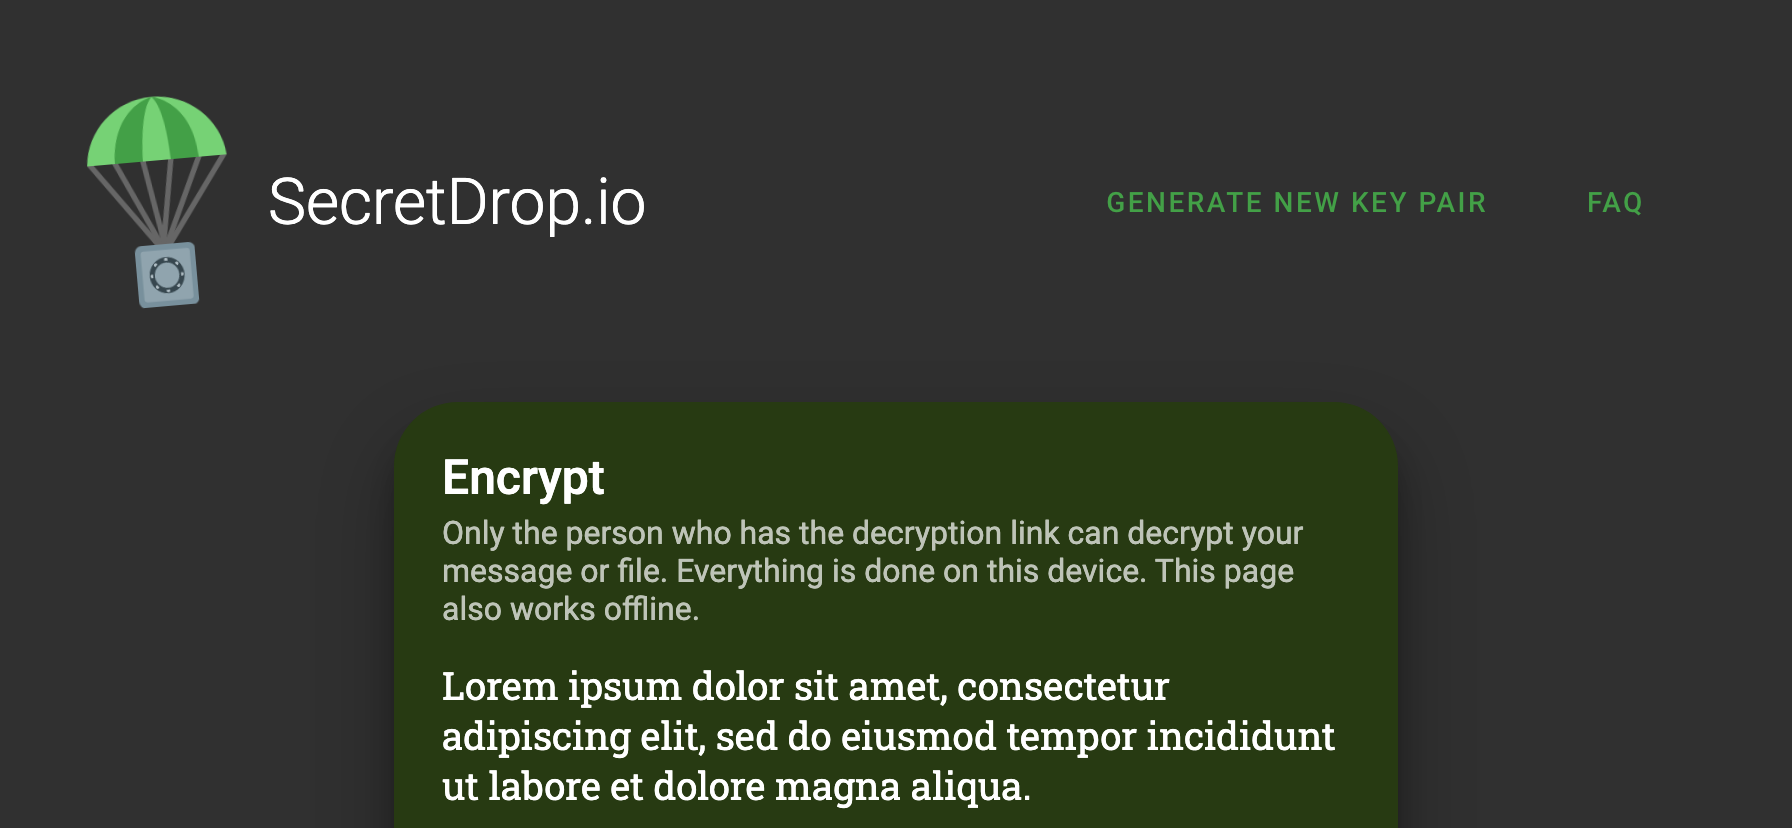 SecretDrop.io
GENERATE NEW KEY PAIR
FAQ
Encrypt
Only the person who has the decryption link can decrypt your
message or file. Everything is done on this device. This page
also works offline.
Lorem ipsum dolor sit amet, consectetur
adipiscing elit, sed do eiusmod tempor incididunt
ut labore et dolore magna aliqua.